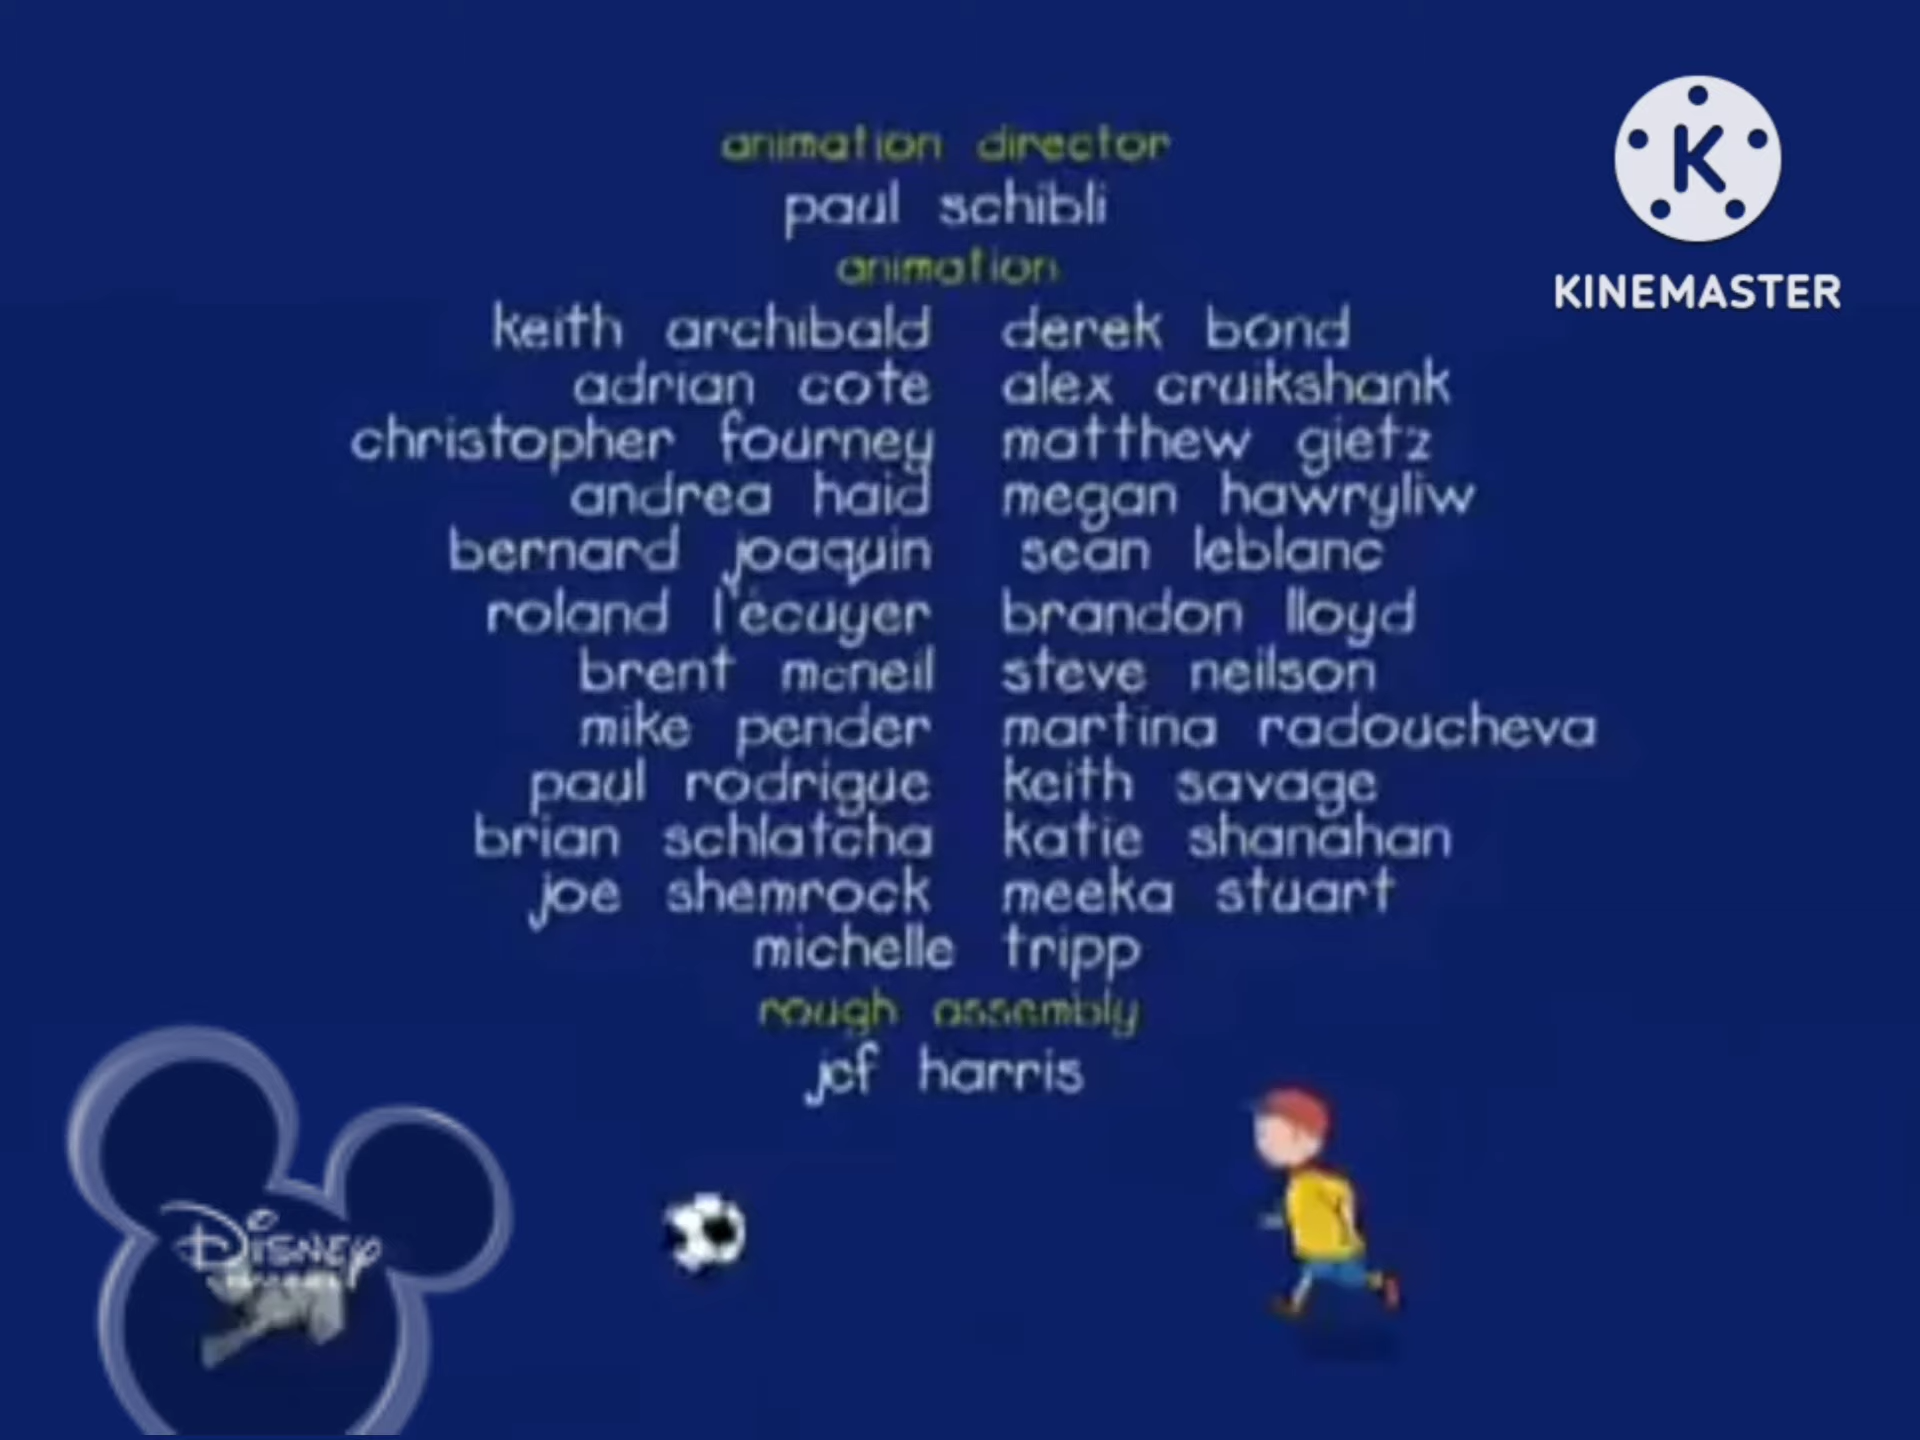 animation director
paul schibli
animation
keith archibald derek bond
adrian cote alex cruikshank
christopher fourney matthew gietz
andrea haid megan hawryliw
bernard joaquin sean leblanc
roland l'écuyer brandon lloyd
brent mcneil steve neilson
mike pender martina radoucheva
paul rodrigue keith savage
brian schlatcha katie shanahan
joe shemrock meeka stuart
michelle tripp
rough assembly
jef harris
K
KINEMASTER
DISNEY
CHANNEL